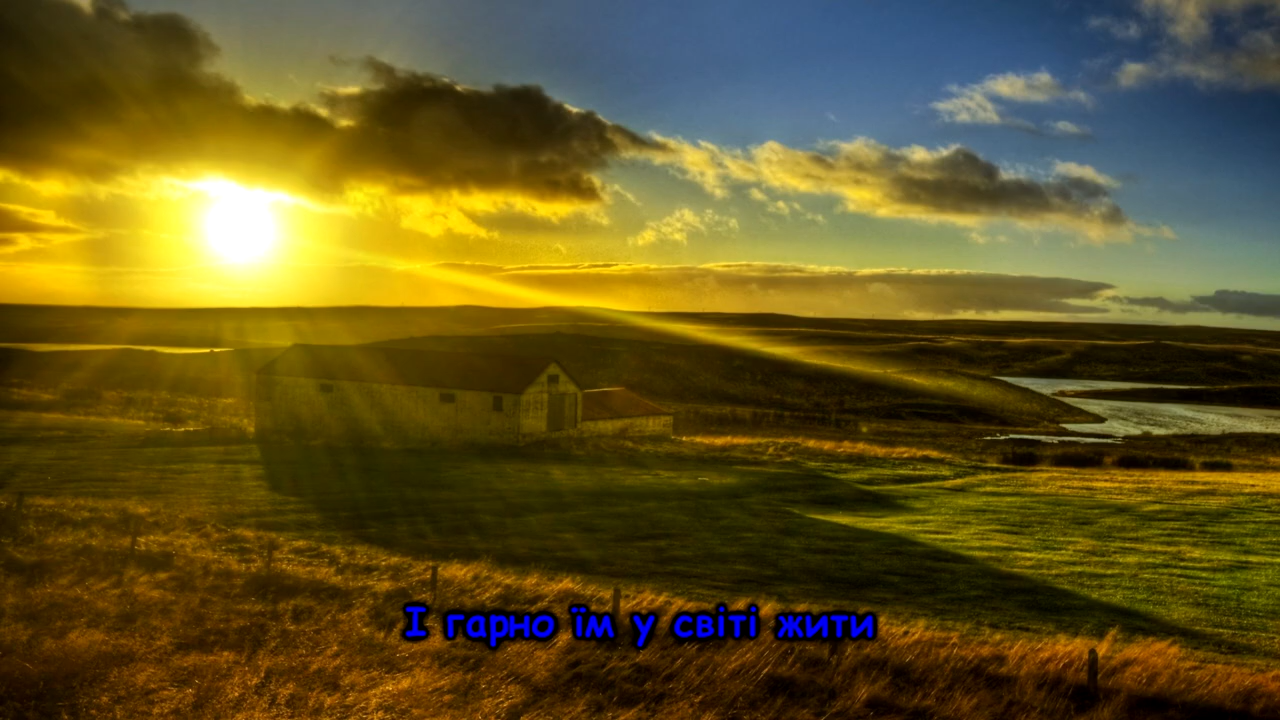 І гарно їм у світі жити